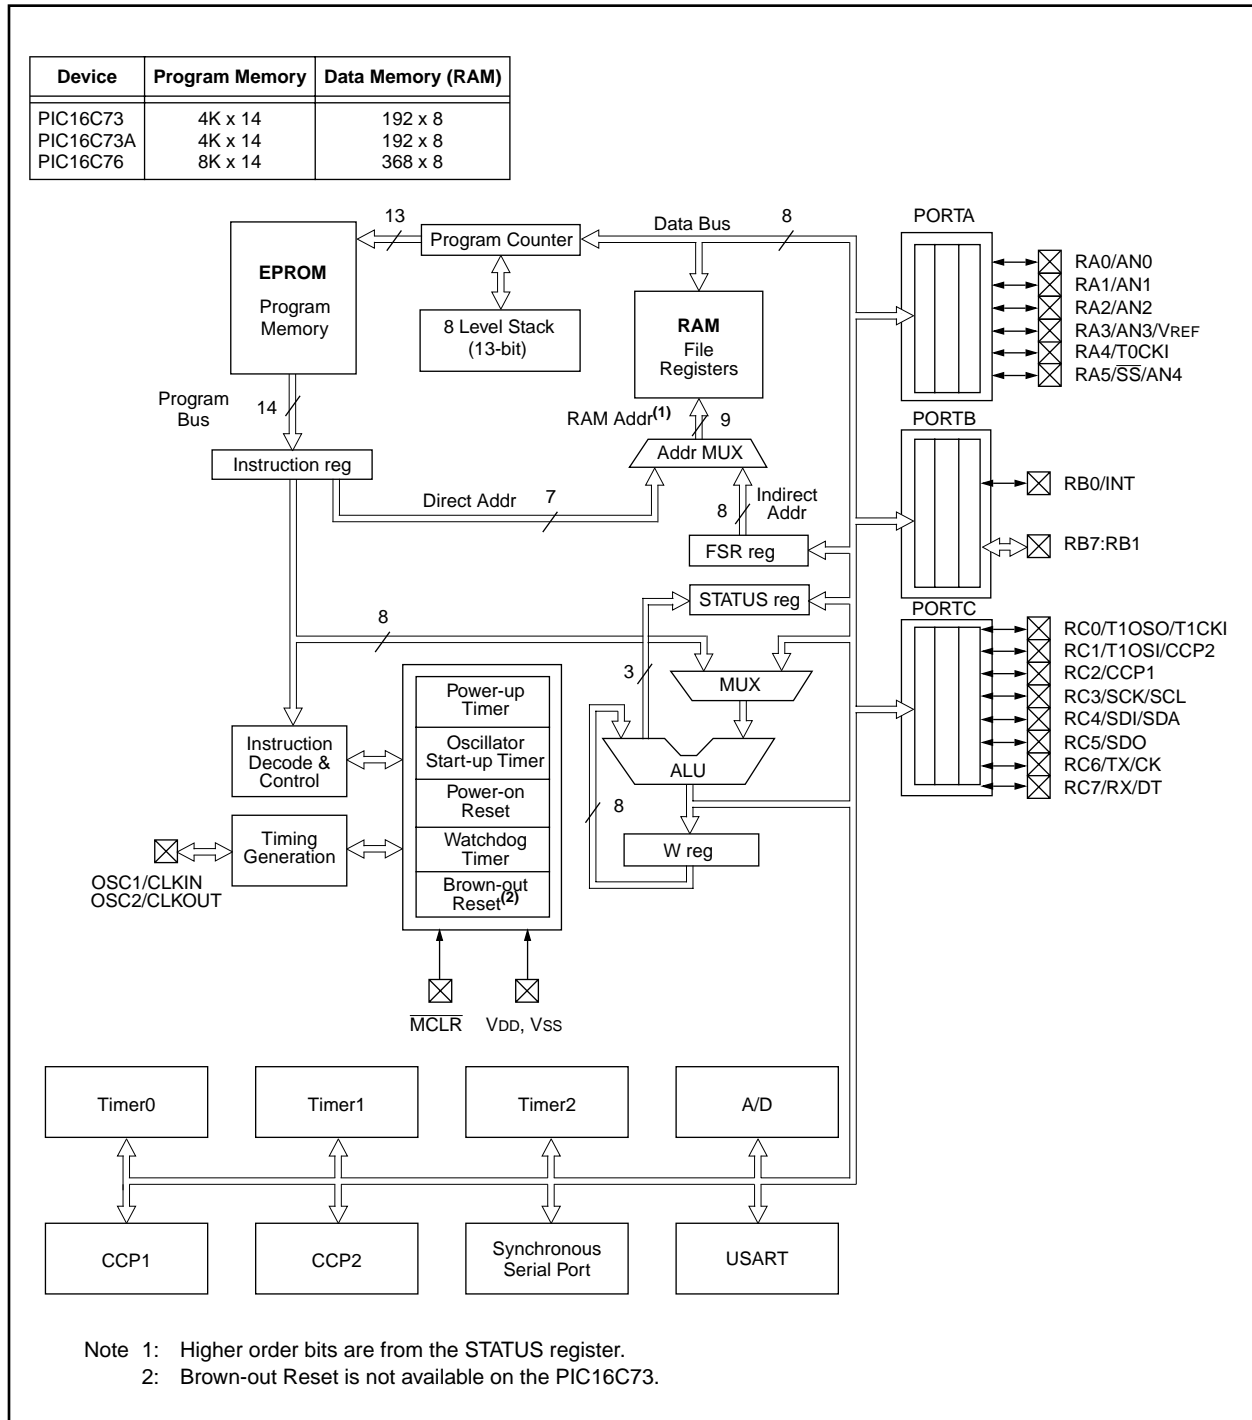 Device Program Memory Data Memory (RAM)
PIC16C73 4K x 14 192 x 8
PIC16C73A 4K x 14 192 x 8
PIC16C76 8K x 14 368 x 8
EPROM
Program
Memory
13
Program Counter
8 Level Stack
(13-bit)
Data Bus
8
RAM
File
Registers
PORTA
RA0/AN0
RA1/AN1
RA2/AN2
RA3/AN3/VREF
RA4/T0CKI
RA5/SS/AN4
Program
Bus
14
Instruction reg
RAM Addr(1)
9
Addr MUX
Direct Addr
7
8
Indirect
Addr
FSR reg
STATUS reg
PORTB
RB0/INT
RB7:RB1
PORTC
RC0/T1OSO/T1CKI
RC1/T1OSI/CCP2
RC2/CCP1
RC3/SCK/SCL
RC4/SDI/SDA
RC5/SDO
RC6/TX/CK
RC7/RX/DT
8
3
MUX
ALU
8
W reg
Power-up
Timer
Oscillator
Start-up Timer
Power-on
Reset
Watchdog
Timer
Brown-out
Reset(2)
Instruction
Decode &
Control
Timing
Generation
OSC1/CLKIN
OSC2/CLKOUT
MCLR
VDD, VSS
Timer0
Timer1
Timer2
A/D
CCP1
CCP2
Synchronous
Serial Port
USART
Note 1: Higher order bits are from the STATUS register.
2: Brown-out Reset is not available on the PIC16C73.